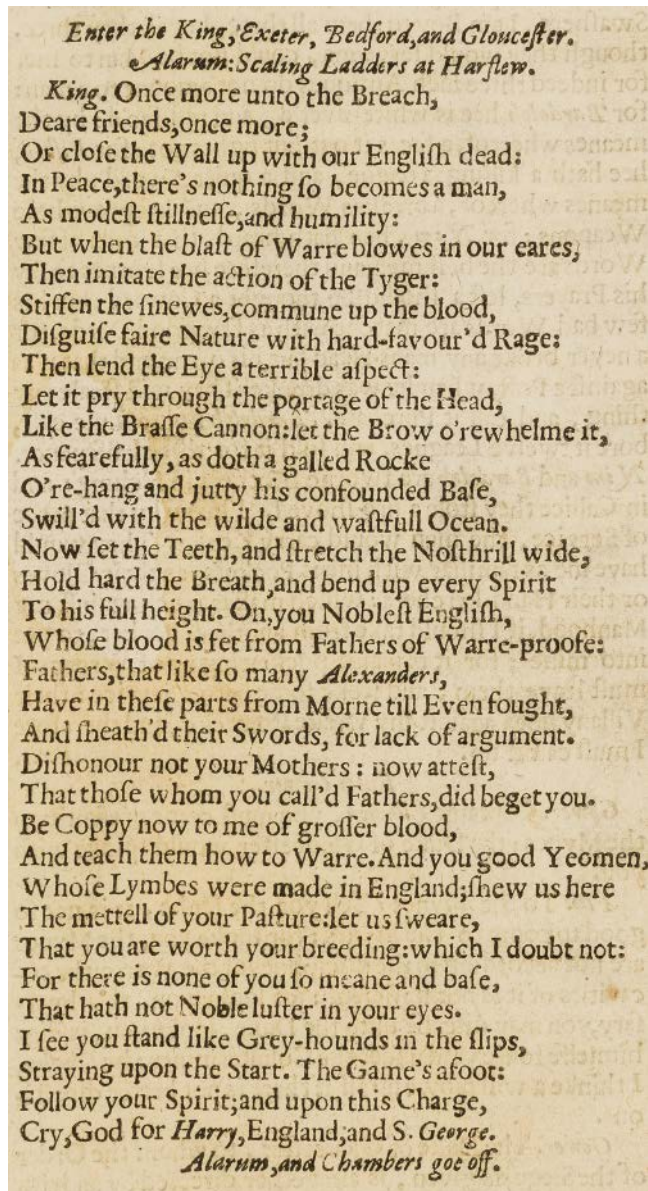 Enter the King, Exeter, Bedford, and Gloucester.
Alarum: Scaling Ladders at Harflew.
King. Once more unto the Breach,
Deare friends, once more;
Or cloſe the Wall up with our Engliſh dead:
In Peace, there's nothing ſo becomes a man,
As modeſt ſtillneſſe, and humility:
But when the blaſt of Warre blowes in our eares,
Then imitate the action of the Tyger:
Stiffen the ſinewes, commune up the blood,
Diſguiſe faire Nature with hard-favour'd Rage:
Then lend the Eye a terrible aſpect:
Let it pry through the portage of the Head,
Like the Braſſe Cannon: let the Brow o'rewhelme it,
As fearefully, as doth a galled Rocke
O're-hang and jutty his confounded Baſe,
Swill'd with the wilde and waſtfull Ocean.
Now ſet the Teeth, and ſtretch the Noſthrill wide,
Hold hard the Breath, and bend up every Spirit
To his full height. On, you Nobleſt Engliſh,
Whoſe blood is fet from Fathers of Warre-proofe:
Fathers, that like ſo many Alexanders,
Have in theſe parts from Morne till Even fought,
And ſheath'd their Swords, for lack of argument.
Diſhonour not your Mothers: now atteſt,
That thoſe whom you call'd Fathers, did beget you.
Be Coppy now to me of groſſer blood,
And teach them how to Warre. And you good Yeomen,
Whoſe Lymbes were made in England; ſhew us here
The mettell of your Paſture: let us ſweare,
That you are worth your breeding: which I doubt not:
For there is none of you ſo meane and baſe,
That hath not Noble luſter in your eyes.
I ſee you ſtand like Grey-hounds in the ſlips,
Straying upon the Start. The Game's afoot:
Follow your Spirit; and upon this Charge,
Cry, God for Harry, England, and S. George.
Alarum, and Chambers goe off.